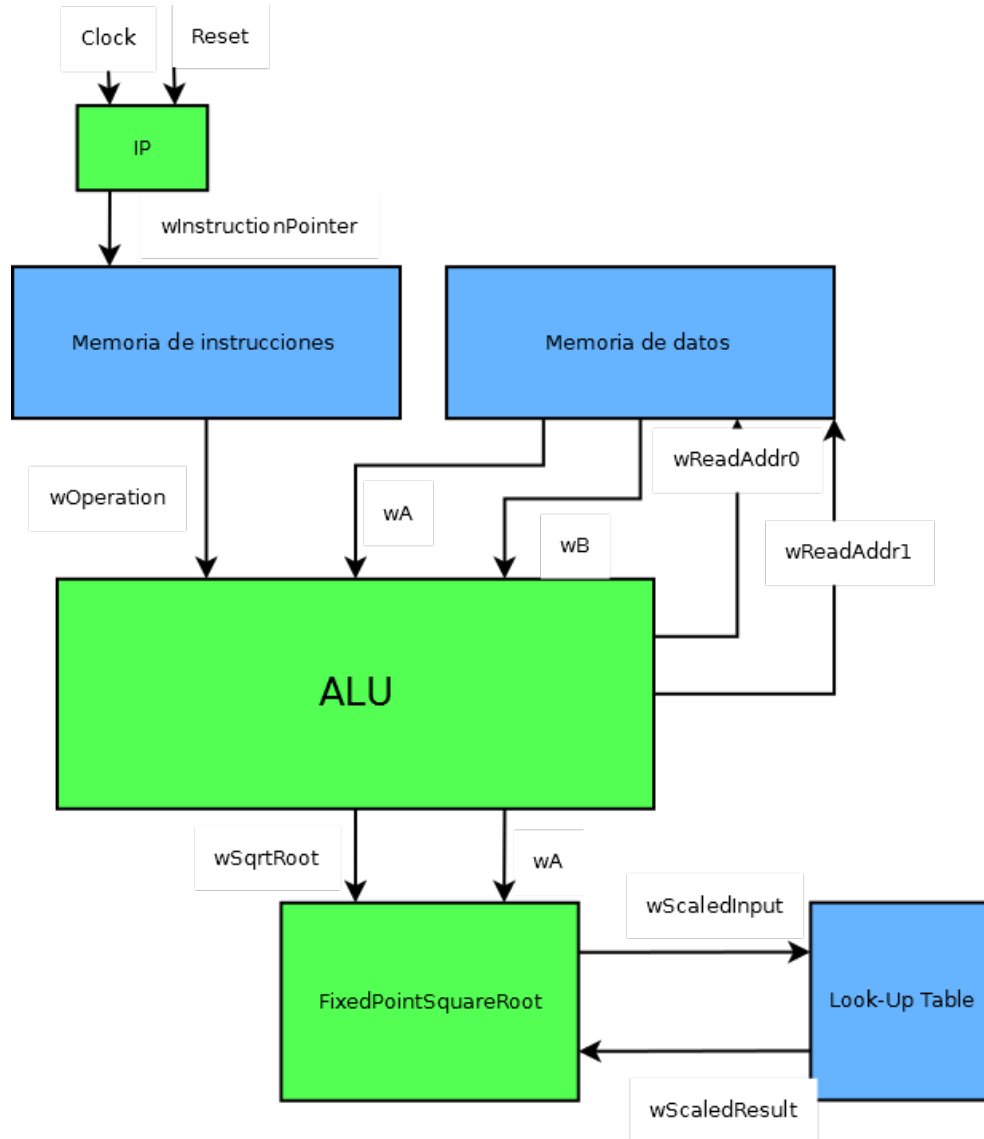 Clock
Reset
IP
wInstructionPointer
Memoria de instrucciones
Memoria de datos
wReadAddr0
wOperation
wA
wB
wReadAddr1
ALU
wSqrtRoot
wA
wScaledInput
FixedPointSquareRoot
Look-Up Table
wScaledResult